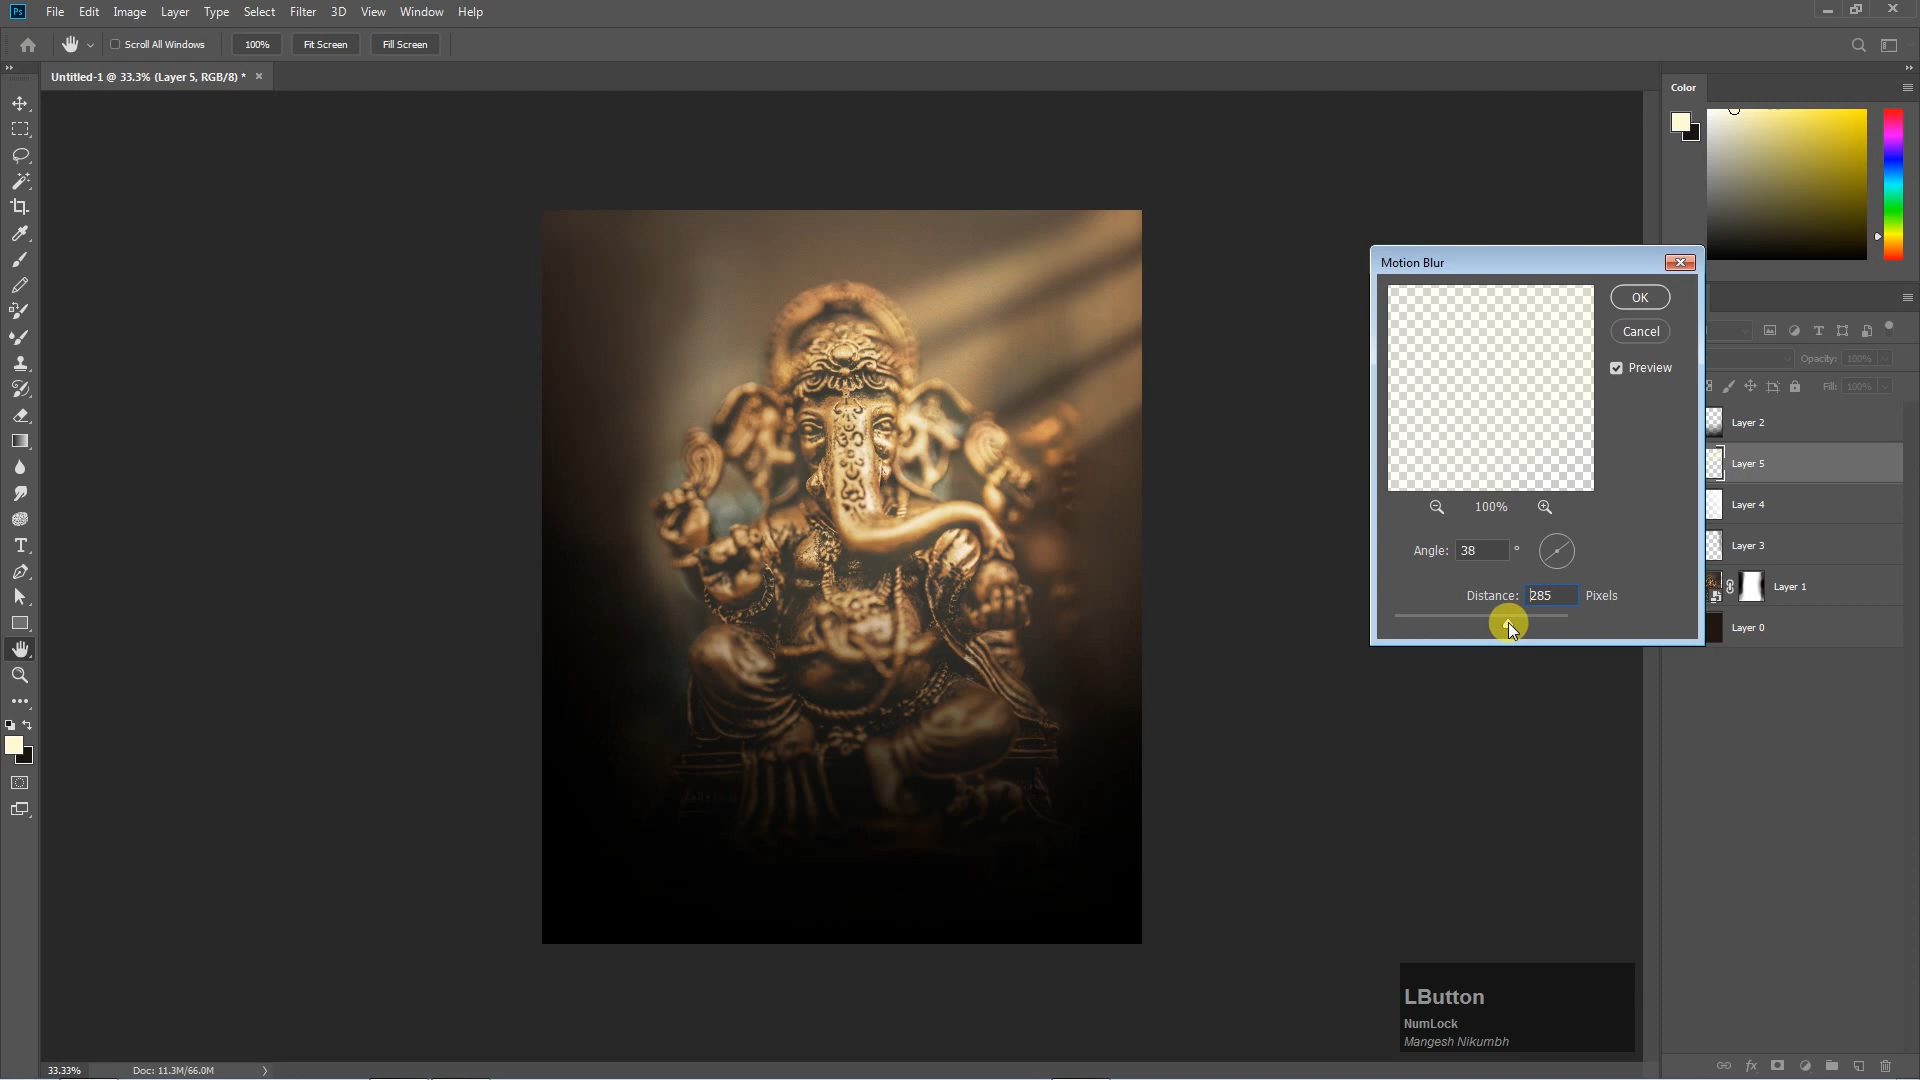 Ps File Edit Image Layer Type Select Filter 3D View Window Help
Scroll All Windows 100% Fit Screen Fill Screen
Untitled-1 @ 33.3% (Layer 5, RGB/8) *
Color
Motion Blur
OK
Cancel
Preview
100%
Angle: 38 °
Distance: 285 Pixels
Opacity: 100%
Fill: 100%
Layer 2
Layer 5
Layer 4
Layer 3
Layer 1
Layer 0
LButton
NumLock
Mangesh Nikumbh
33.33% Doc: 11.3M/66.0M